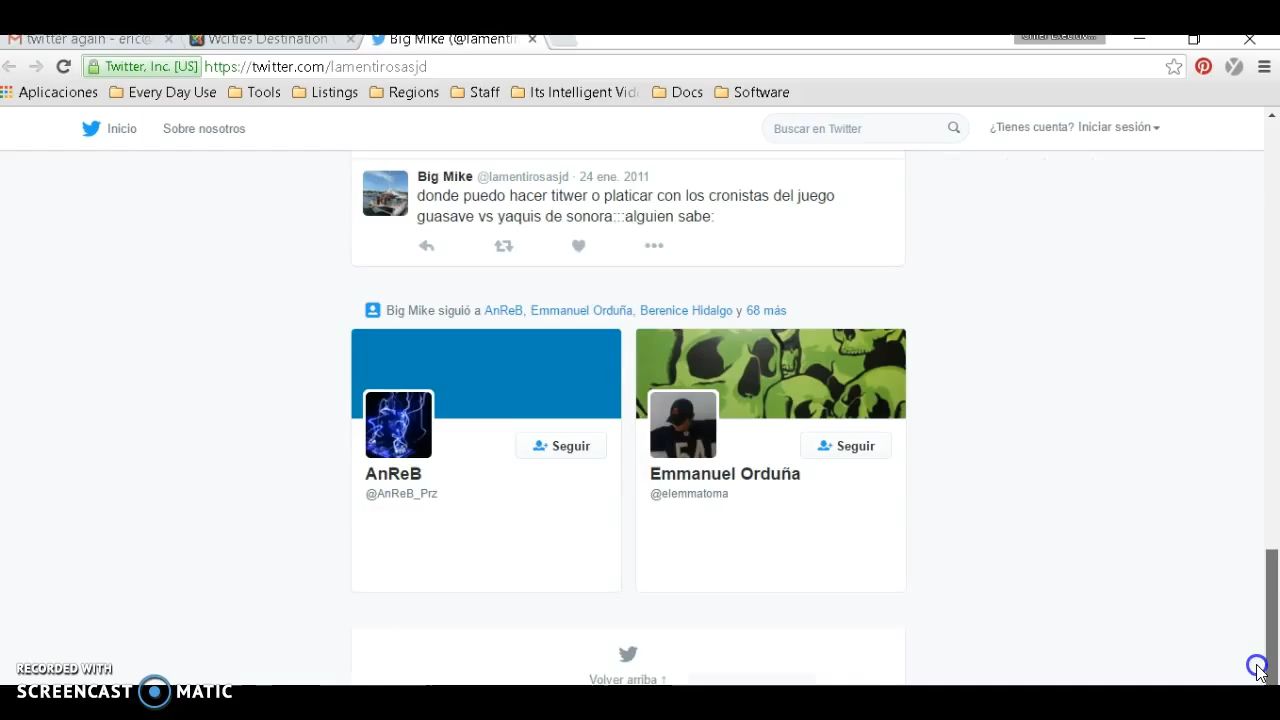 twitter again - eric@
Wcities Destination
Big Mike (@lamentir
Twitter, Inc. [US] https://twitter.com/lamentirosasjd
Aplicaciones Every Day Use Tools Listings Regions Staff Its Intelligent Vid Docs Software
Inicio Sobre nosotros Buscar en Twitter ¿Tienes cuenta? Iniciar sesión
Big Mike @lamentirosasjd · 24 ene. 2011
donde puedo hacer titwer o platicar con los cronistas del juego
guasave vs yaquis de sonora:::alguien sabe:
Big Mike siguió a AnReB, Emmanuel Orduña, Berenice Hidalgo y 68 más
Seguir
AnReB
@AnReB_Prz
Seguir
Emmanuel Orduña
@elemmatoma
Volver arriba ↑
RECORDED WITH
SCREENCAST MATIC